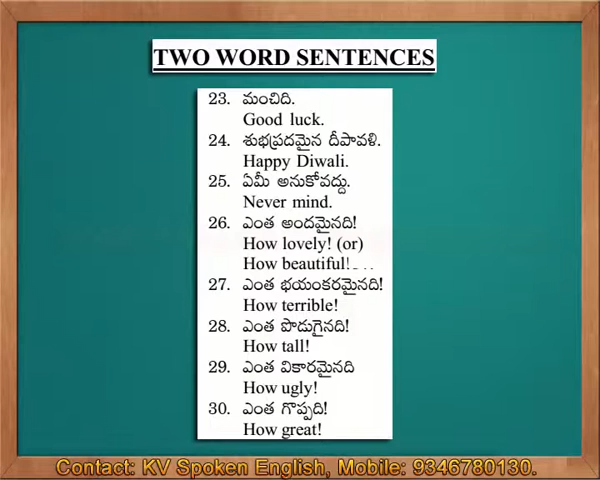 TWO WORD SENTENCES
23. మంచిది.
Good luck.
24. శుభప్రదమైన దీపావళి.
Happy Diwali.
25. ఏమీ అనుకోవద్దు.
Never mind.
26. ఎంత అందమైనది!
How lovely! (or)
How beautiful!
27. ఎంత భయంకరమైనది!
How terrible!
28. ఎంత పొడుగైనది!
How tall!
29. ఎంత వికారమైనది
How ugly!
30. ఎంత గొప్పది!
How great!
Contact: KV Spoken English, Mobile: 9346780130.